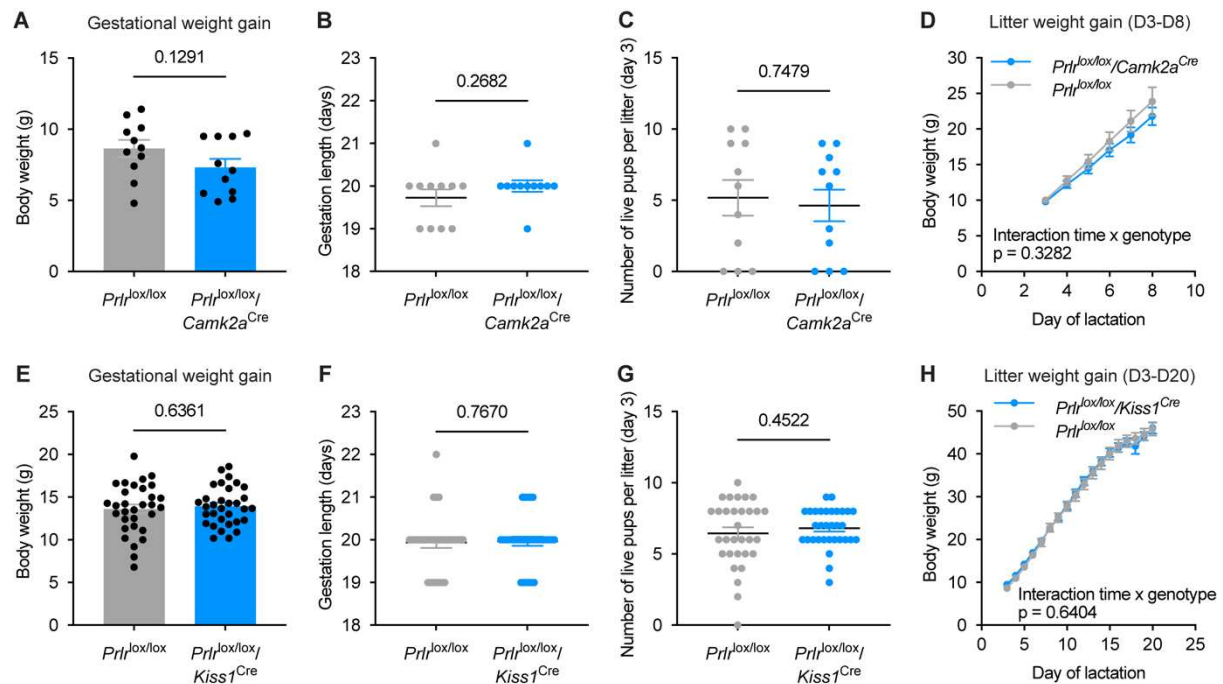 A Gestational weight gain
Body weight (g)
15
10
5
0
0.1291
Prlr^lox/lox Prlr^lox/lox/
Camk2a^Cre
B
Gestation length (days)
23
22
21
20
19
18
0.2682
Prlr^lox/lox Prlr^lox/lox/
Camk2a^Cre
C
Number of live pups per litter (day 3)
15
10
5
0
0.7479
Prlr^lox/lox Prlr^lox/lox/
Camk2a^Cre
D Litter weight gain (D3-D8)
Body weight (g)
30
25
20
15
10
5
0
Prlr^lox/lox/Camk2a^Cre
Prlr^lox/lox
Interaction time x genotype
p = 0.3282
0 2 4 6 8 10
Day of lactation
E Gestational weight gain
Body weight (g)
25
20
15
10
5
0
0.6361
Prlr^lox/lox Prlr^lox/lox/
Kiss1^Cre
F
Gestation length (days)
23
22
21
20
19
18
0.7670
Prlr^lox/lox Prlr^lox/lox/
Kiss1^Cre
G
Number of live pups per litter (day 3)
15
10
5
0
0.4522
Prlr^lox/lox Prlr^lox/lox/
Kiss1^Cre
H Litter weight gain (D3-D20)
Body weight (g)
50
40
30
20
10
0
Prlr^lox/lox/Kiss1^Cre
Prlr^lox/lox
Interaction time x genotype
p = 0.6404
0 5 10 15 20 25
Day of lactation